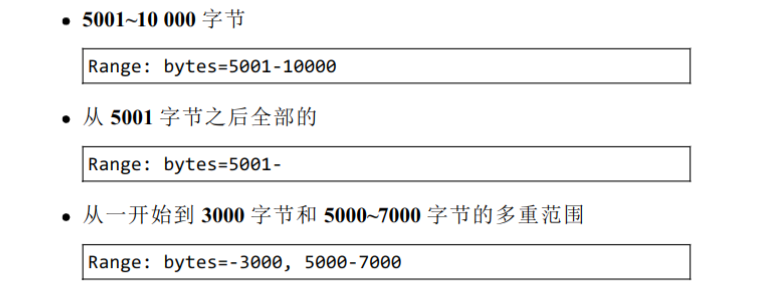 • 5001~10 000 字节
Range: bytes=5001-10000
• 从 5001 字节之后全部的
Range: bytes=5001-
• 从一开始到 3000 字节和 5000~7000 字节的多重范围
Range: bytes=-3000, 5000-7000